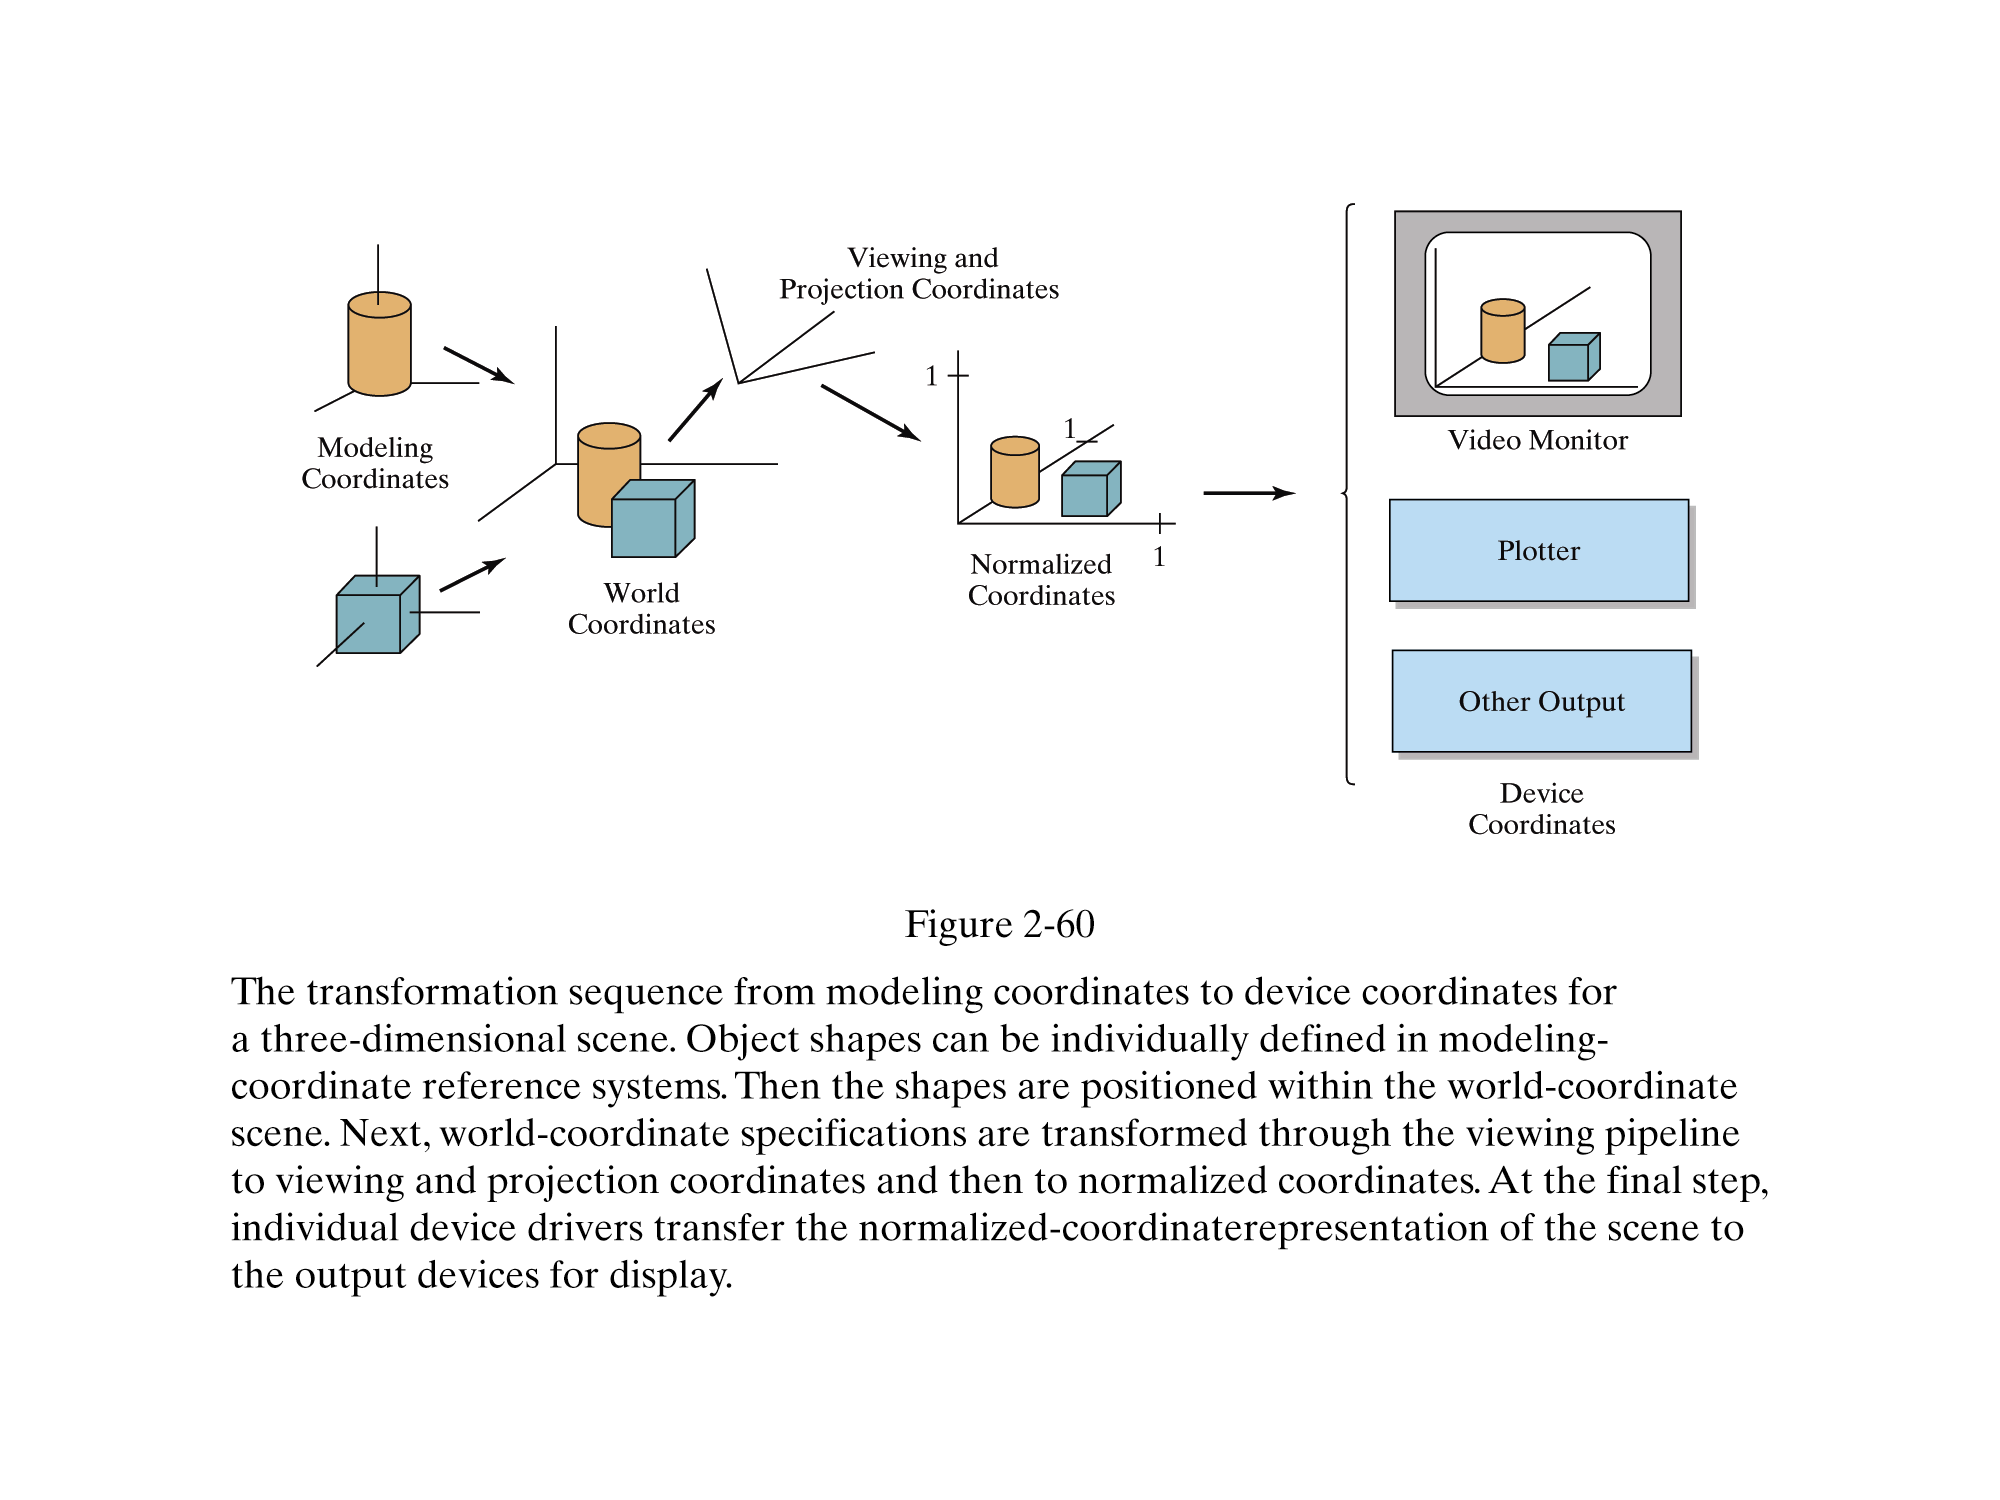 Viewing and
Projection Coordinates
Modeling
Coordinates
World
Coordinates
1
1
1
Normalized
Coordinates
Video Monitor
Plotter
Other Output
Device
Coordinates
Figure 2-60
The transformation sequence from modeling coordinates to device coordinates for
a three-dimensional scene. Object shapes can be individually defined in modeling-
coordinate reference systems. Then the shapes are positioned within the world-coordinate
scene. Next, world-coordinate specifications are transformed through the viewing pipeline
to viewing and projection coordinates and then to normalized coordinates. At the final step,
individual device drivers transfer the normalized-coordinaterepresentation of the scene to
the output devices for display.